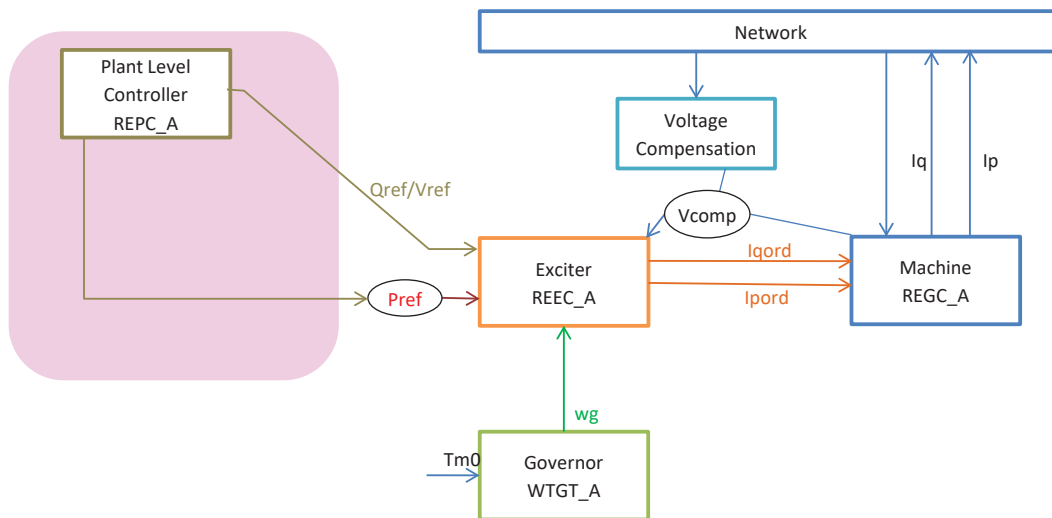 Network
Plant Level
Controller
REPC_A
Voltage
Compensation
Iq
Ip
Qref/Vref
Vcomp
Iqord
Exciter
REEC_A
Machine
REGC_A
Pref
Ipord
wg
Tm0
Governor
WTGT_A